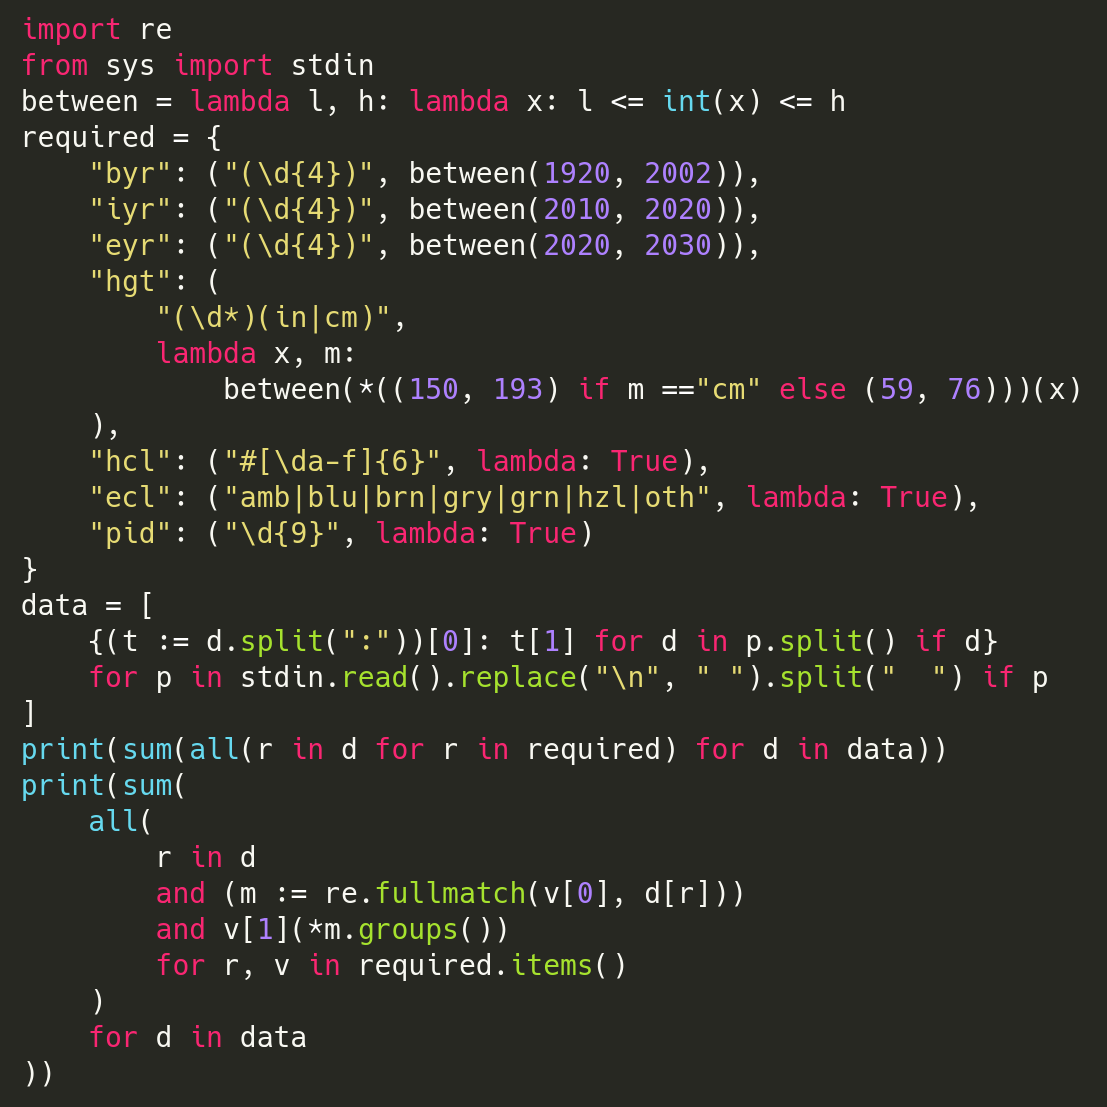 import re
from sys import stdin
between = lambda l, h: lambda x: l <= int(x) <= h
required = {
    "byr": ("(\d{4})", between(1920, 2002)),
    "iyr": ("(\d{4})", between(2010, 2020)),
    "eyr": ("(\d{4})", between(2020, 2030)),
    "hgt": (
        "(\d*)(in|cm)",
        lambda x, m:
            between(*((150, 193) if m =="cm" else (59, 76)))(x)
    ),
    "hcl": ("#[\da-f]{6}", lambda: True),
    "ecl": ("amb|blu|brn|gry|grn|hzl|oth", lambda: True),
    "pid": ("\d{9}", lambda: True)
}
data = [
    {(t := d.split(":"))[0]: t[1] for d in p.split() if d}
    for p in stdin.read().replace("\n", " ").split("  ") if p
]
print(sum(all(r in d for r in required) for d in data))
print(sum(
    all(
        r in d
        and (m := re.fullmatch(v[0], d[r]))
        and v[1](*m.groups())
        for r, v in required.items()
    )
    for d in data
))